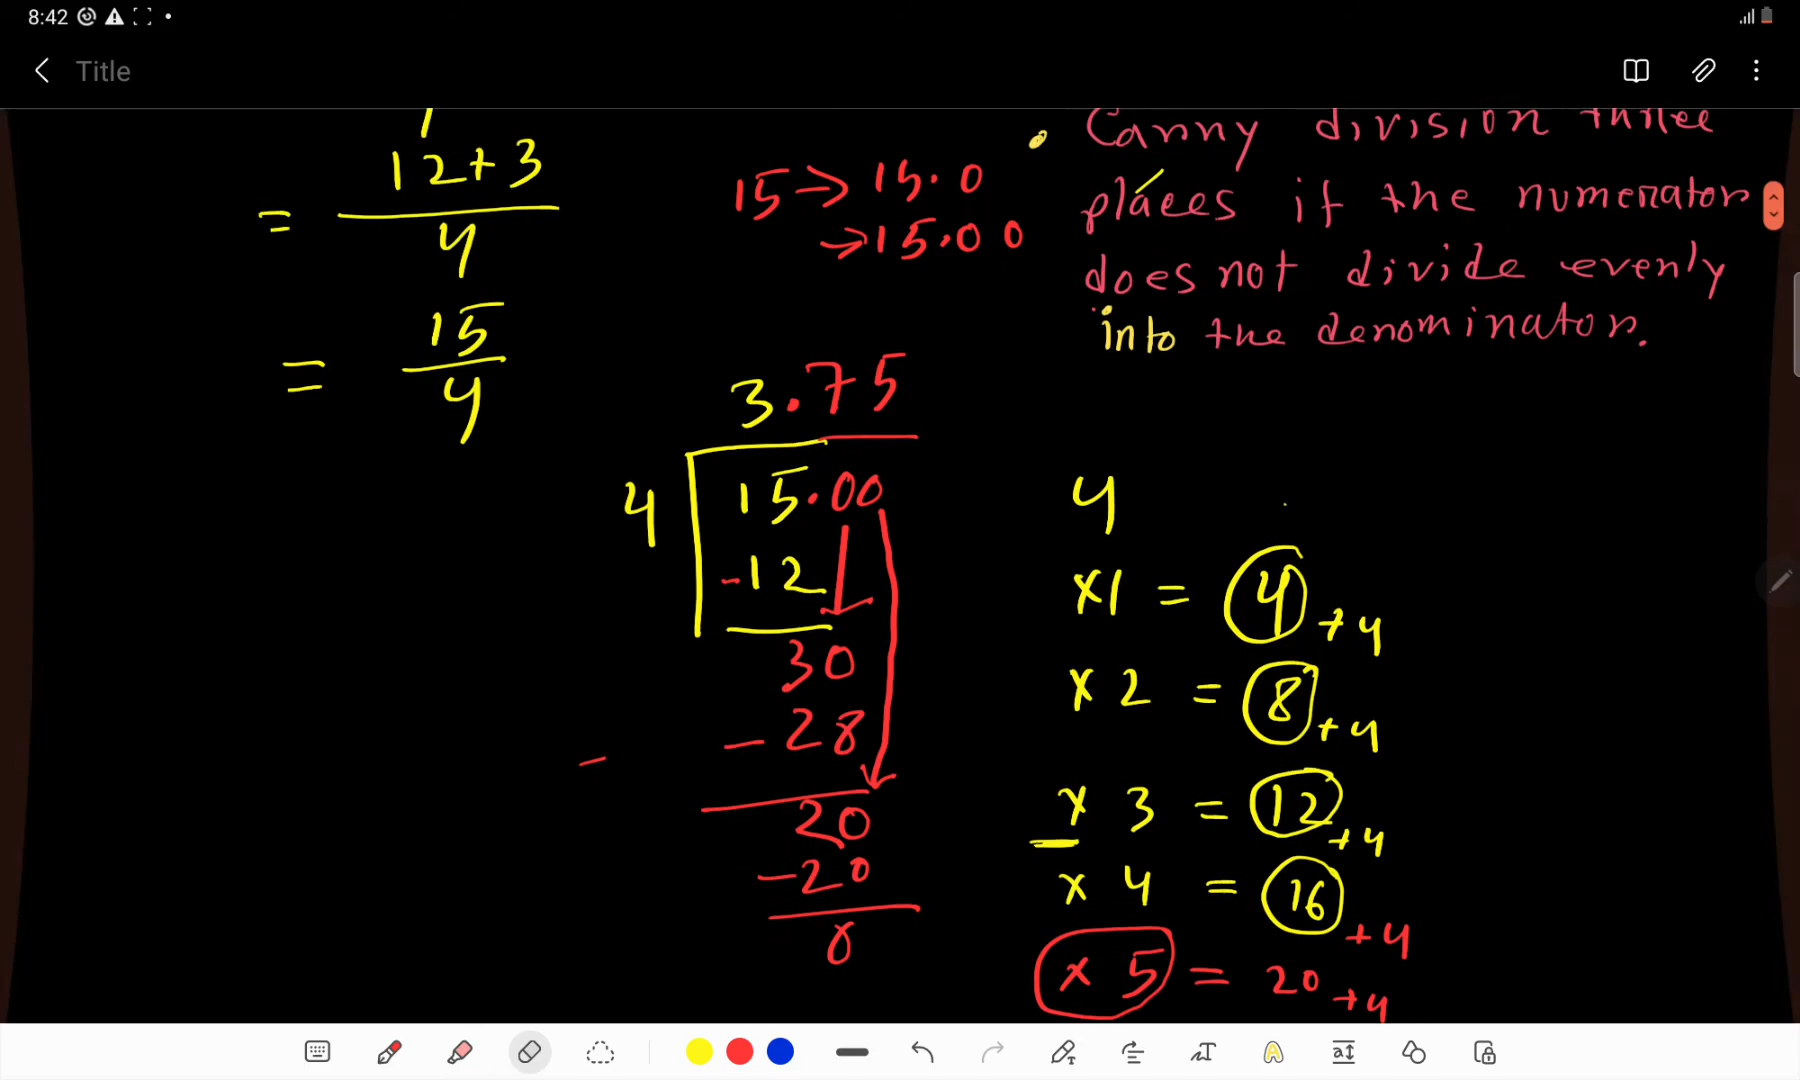 8:42
Title
12+3
= ―
4
15
= ―
4
15 → 15.0
→ 15.00
• Carry division three
places if the numerator
does not divide evenly
into the denominator.
3.75
4 15.00
-12
30
- 28
20
-20
0
4
×1 = 4 +4
× 2 = 8 +4
× 3 = 12 +4
× 4 = 16 +4
× 5 = 20 +4